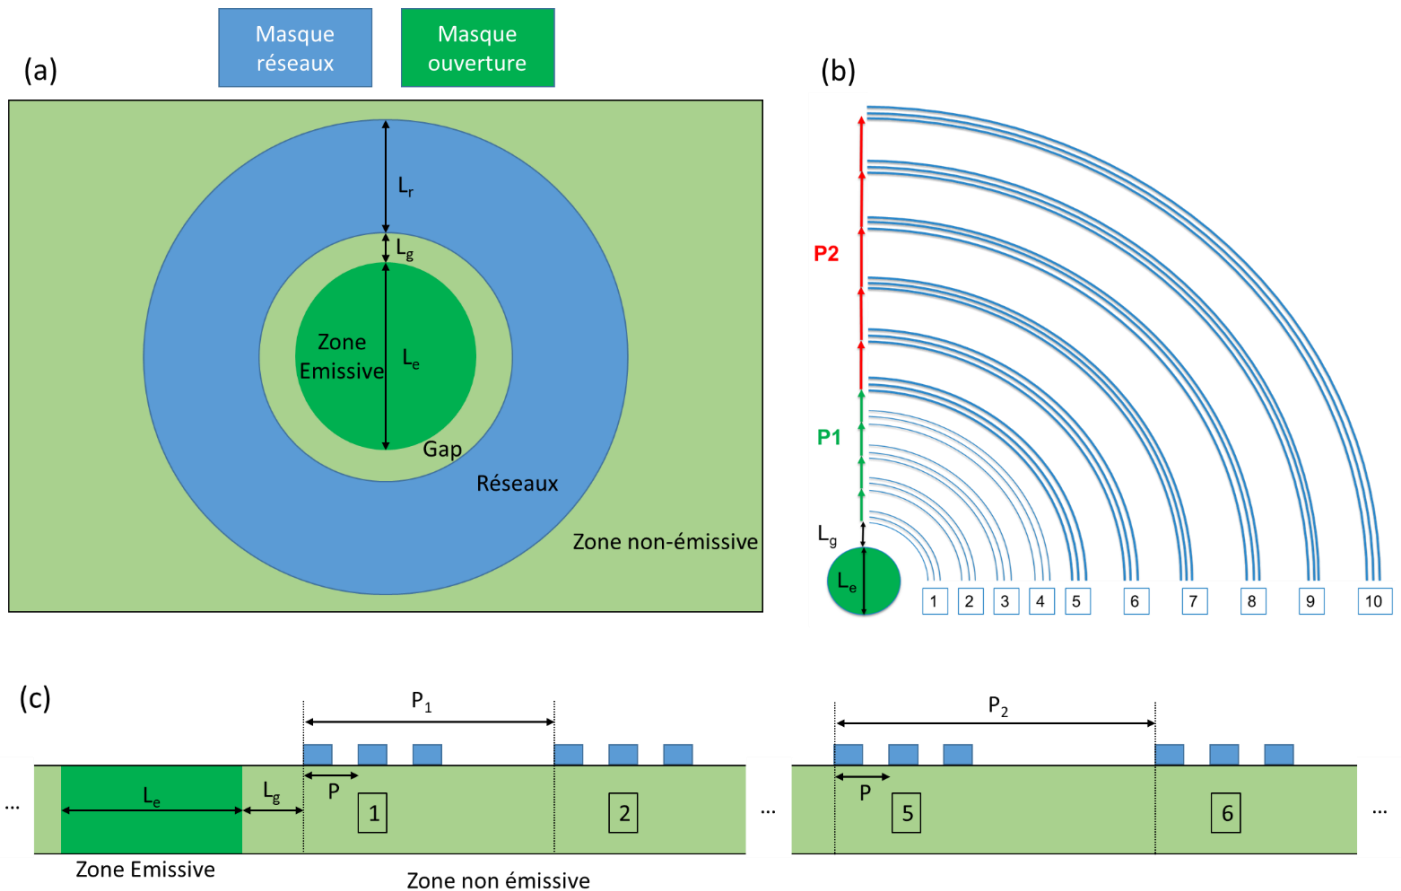 Masque
réseaux
Masque
ouverture
(a)
(b)
Lr
Lg
Zone
Emissive
Le
Gap
Réseaux
Zone non-émissive
P2
P1
Lg
Le
1
2
3
4
5
6
7
8
9
10
(c)
P1
P2
...
Le
Lg
P
1
2
...
P
5
6
...
Zone Emissive
Zone non émissive